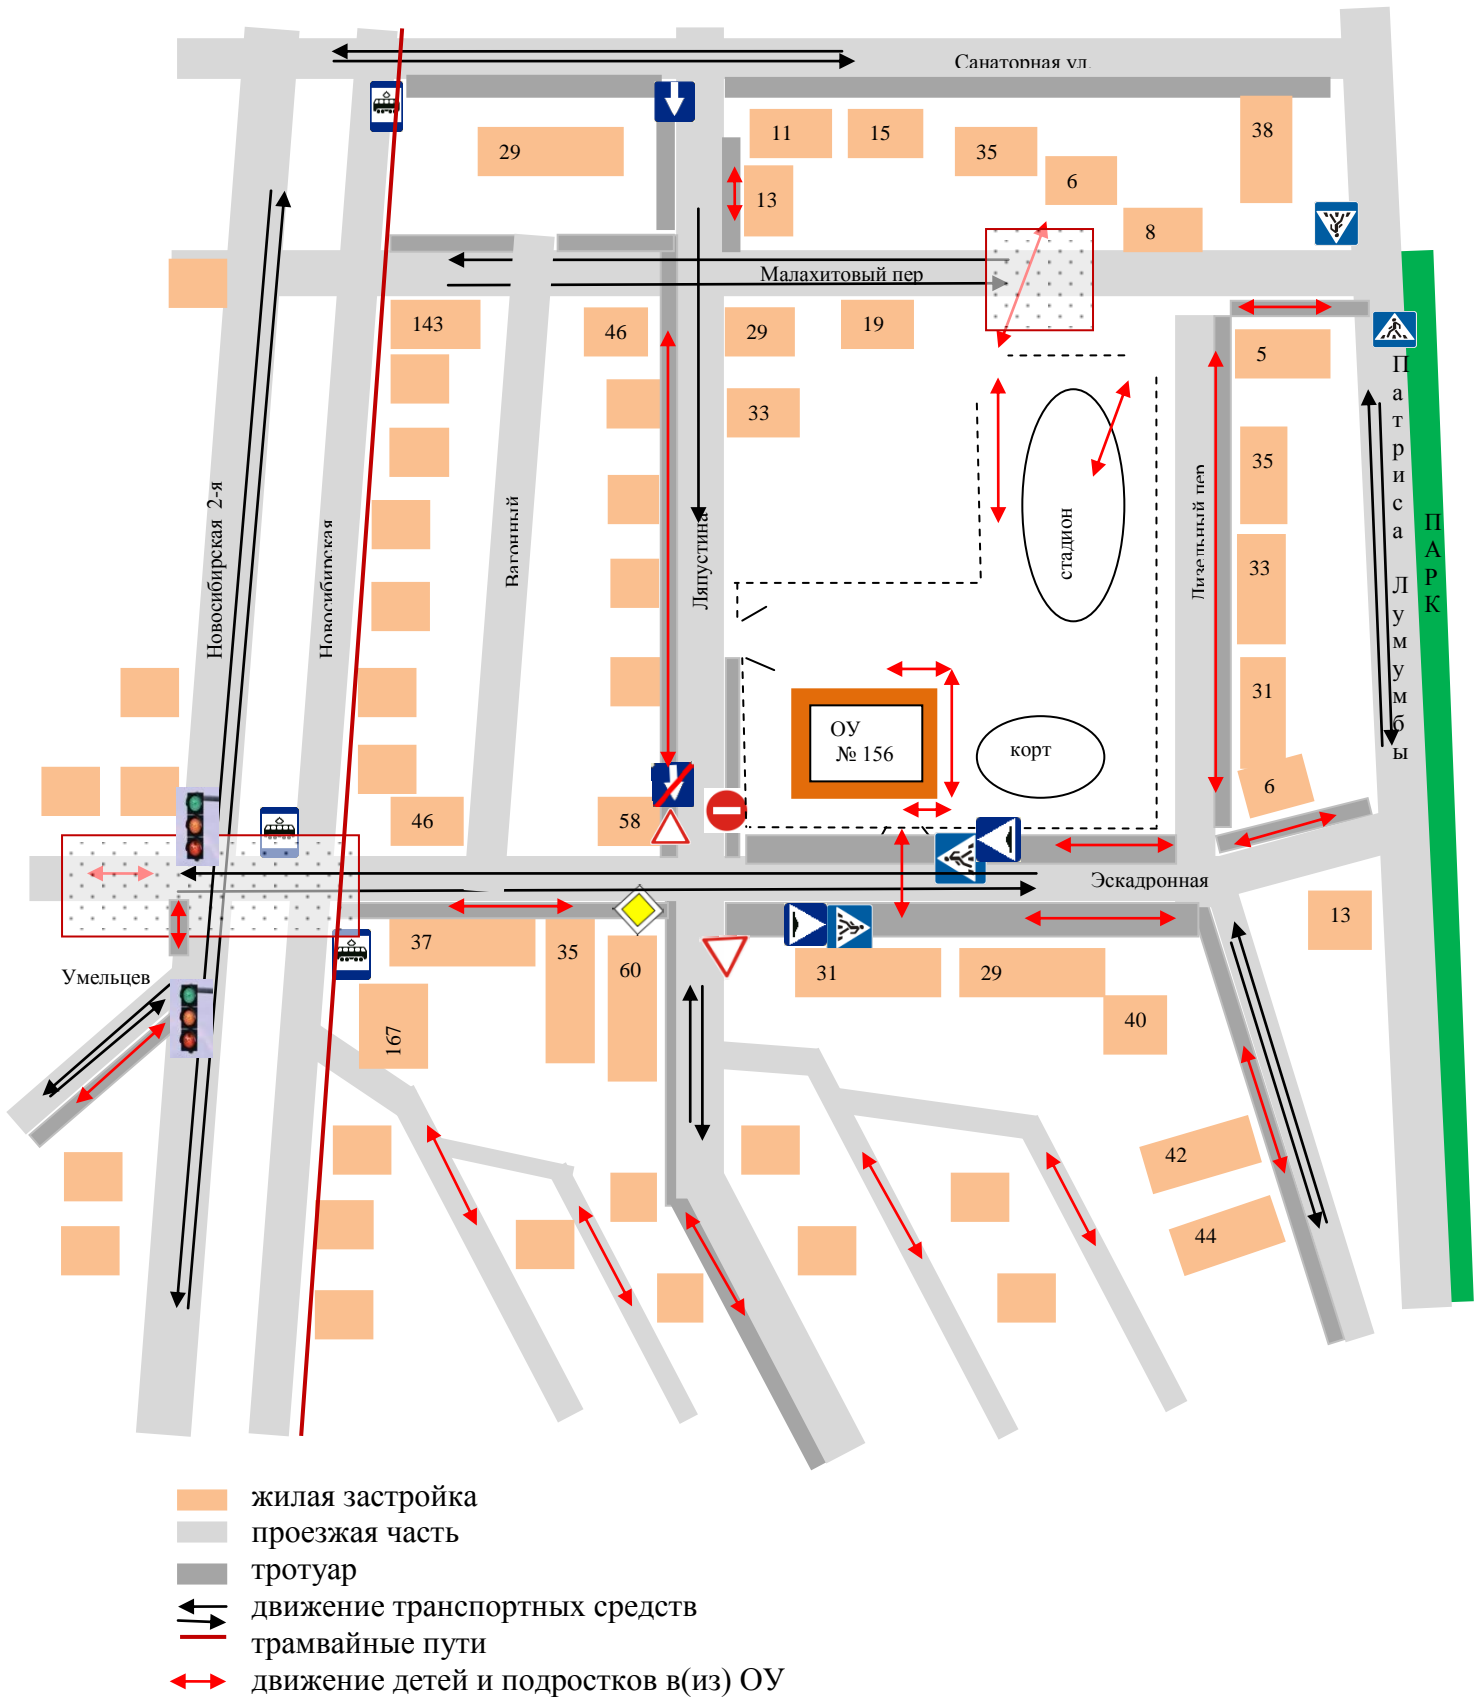 Санаторная ул.
11
15
35
38
29
6
13
8
Малахитовый пер
143
46
29
19
5
33
Патриса Лумумбы
ПАРК
35
Новосибирская 2-я
Новосибирская
Вагонный
Ляпустина
стадион
Дизельный пер
33
31
ОУ
№ 156
корт
6
46
58
Эскадронная
37
35
60
31
29
13
Умельцев
167
40
42
44
жилая застройка
проезжая часть
тротуар
движение транспортных средств
трамвайные пути
движение детей и подростков в(из) ОУ